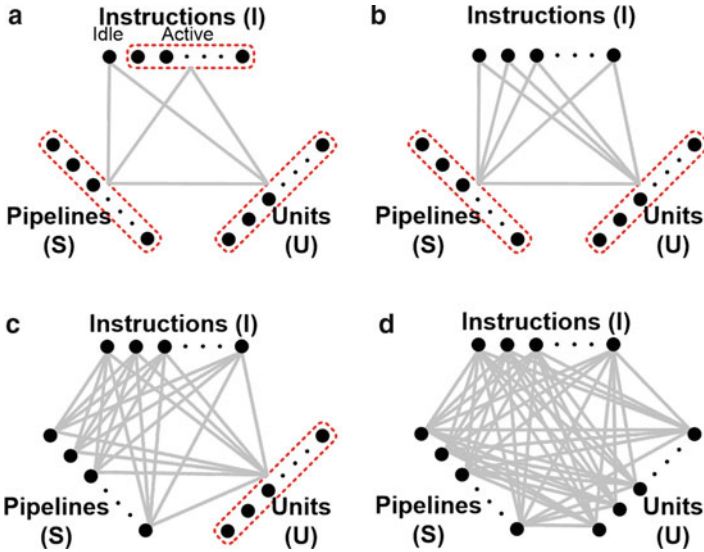 a
Instructions (I)
Idle
Active
Pipelines
(S)
Units
(U)
b
Instructions (I)
Pipelines
(S)
Units
(U)
c
Instructions (I)
Pipelines
(S)
Units
(U)
d
Instructions (I)
Pipelines
(S)
Units
(U)